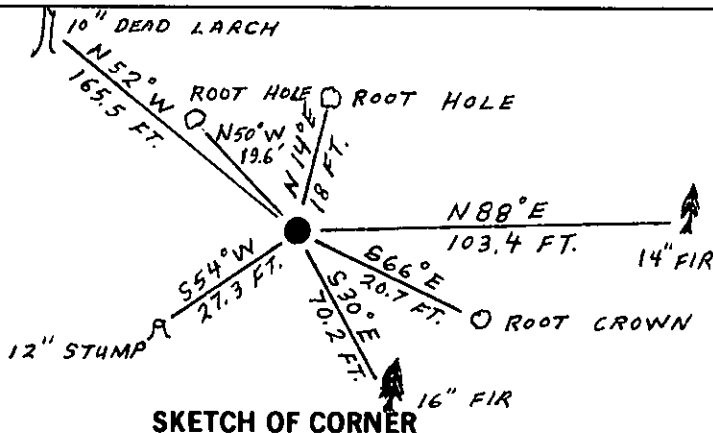 10" DEAD LARCH
N52°W
165.5 FT.
ROOT HOLE
N50°W
19.6'
ROOT HOLE
N14°E
18 FT.
N88°E
103.4 FT.
14" FIR
S66°E
20.7 FT.
ROOT CROWN
S54°W
27.3 FT.
12" STUMP
S30°E
70.2 FT.
16" FIR
SKETCH OF CORNER